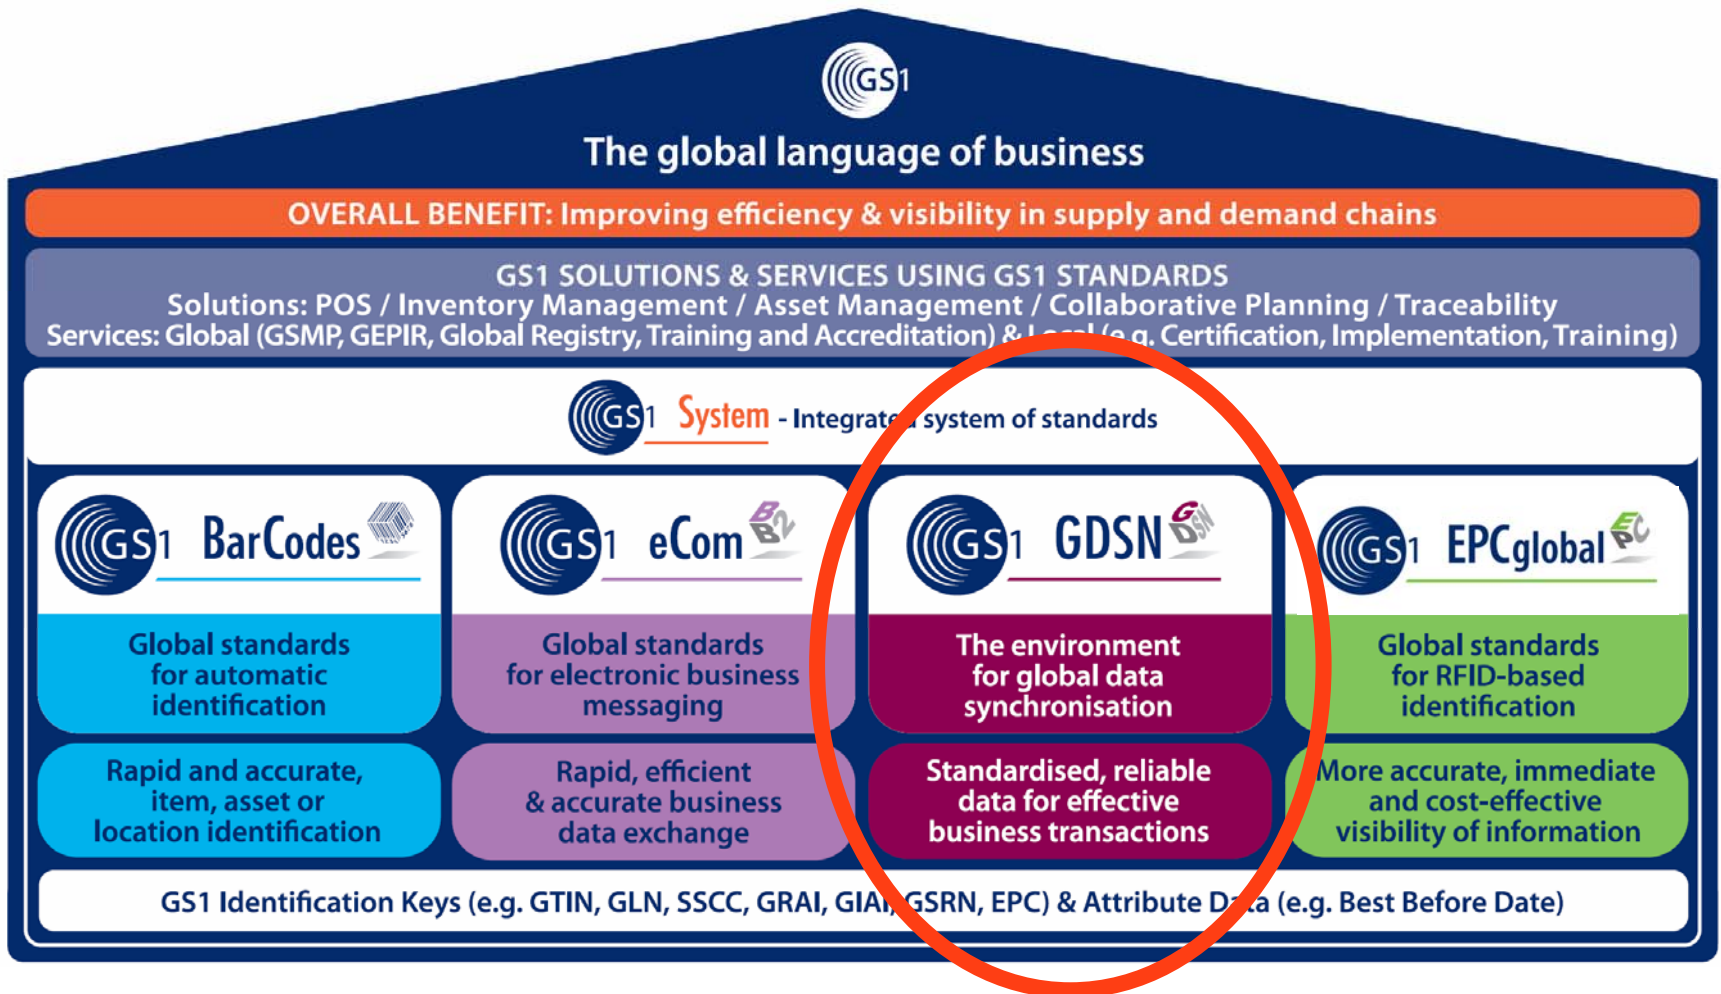 GS1
The global language of business
OVERALL BENEFIT: Improving efficiency & visibility in supply and demand chains
GS1 SOLUTIONS & SERVICES USING GS1 STANDARDS
Solutions: POS / Inventory Management / Asset Management / Collaborative Planning / Traceability
Services: Global (GSMP, GEPIR, Global Registry, Training and Accreditation) & Local (e.g. Certification, Implementation, Training)
GS1 System - Integrated system of standards
GS1 BarCodes
Global standards
for automatic
identification
Rapid and accurate,
item, asset or
location identification
GS1 eCom B2B
Global standards
for electronic business
messaging
Rapid, efficient
& accurate business
data exchange
GS1 GDSN GDSN
The environment
for global data
synchronisation
Standardised, reliable
data for effective
business transactions
GS1 EPCglobal EPC
Global standards
for RFID-based
identification
More accurate, immediate
and cost-effective
visibility of information
GS1 Identification Keys (e.g. GTIN, GLN, SSCC, GRAI, GIAI, GSRN, EPC) & Attribute Data (e.g. Best Before Date)